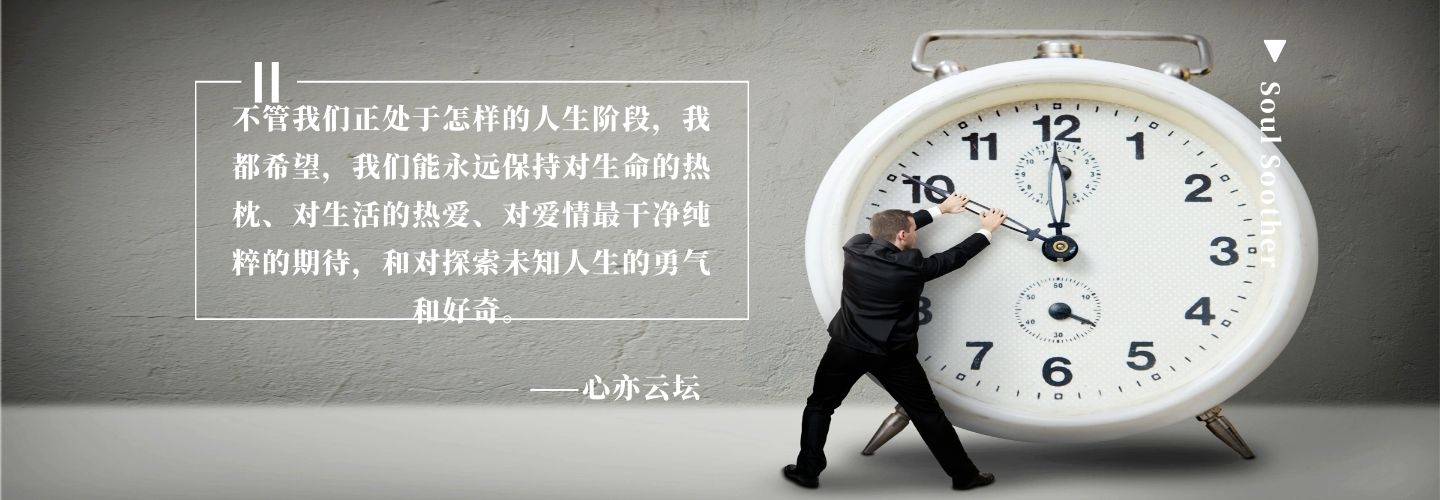 不管我们正处于怎样的人生阶段，我
都希望，我们能永远保持对生命的热
枕、对生活的热爱、对爱情最干净纯
粹的期待，和对探索未知人生的勇气
和好奇。
——心亦云坛
Soul Soother
12
11
1
10
2
3
4
7
5
6